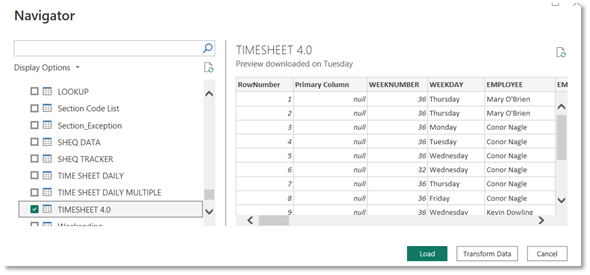 Navigator
Display Options
LOOKUP
Section Code List
Section_Exception
SHEQ DATA
SHEQ TRACKER
TIME SHEET DAILY
TIME SHEET DAILY MULTIPLE
TIMESHEET 4.0
Weekending
TIMESHEET 4.0
Preview downloaded on Tuesday
RowNumber Primary Column WEEKNUMBER WEEKDAY EMPLOYEE EM
1 null 36 Thursday Mary O'Brien
2 null 36 Thursday Mary O'Brien
3 null 36 Monday Conor Nagle
4 null 36 Tuesday Conor Nagle
5 null 36 Wednesday Conor Nagle
6 null 32 Wednesday Conor Nagle
7 null 36 Thursday Conor Nagle
8 null 36 Friday Conor Nagle
9 null 36 Wednesday Kevin Dowling
Load Transform Data Cancel